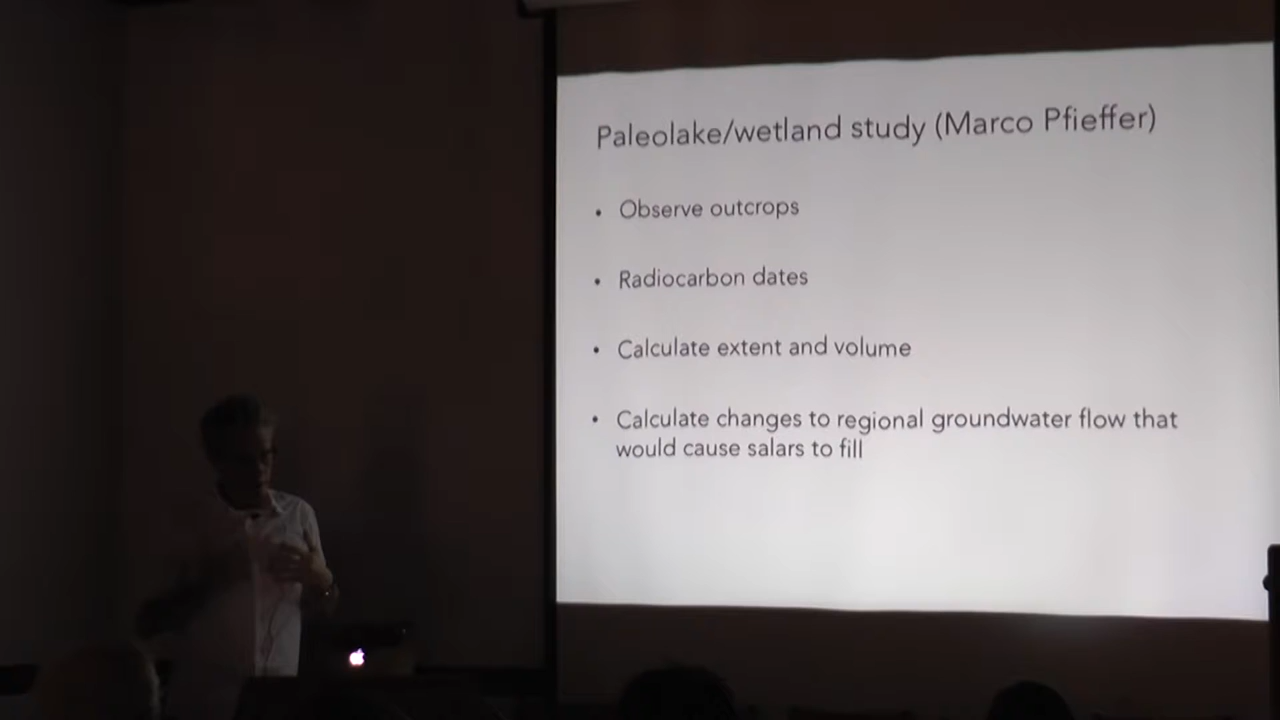 Paleolake/wetland study (Marco Pfieffer)
• Observe outcrops
• Radiocarbon dates
• Calculate extent and volume
• Calculate changes to regional groundwater flow that
would cause salars to fill